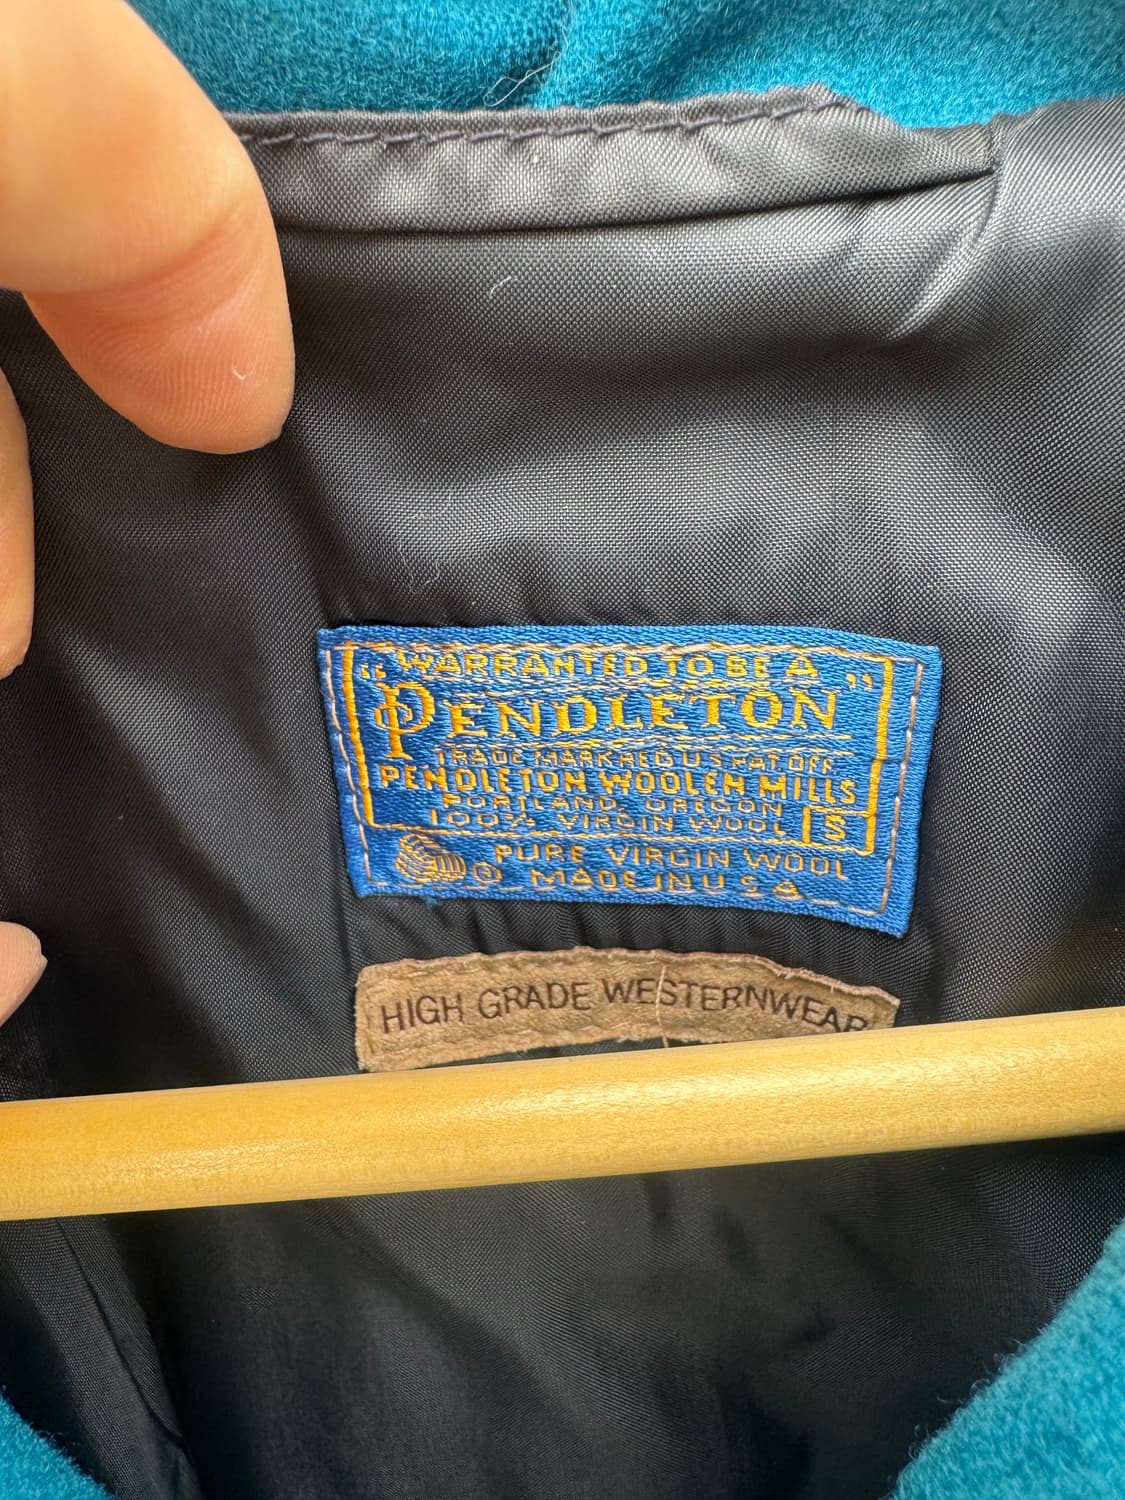 "WARRANTED TO BE A
PENDLETON"
TRADE MARK REG U S PAT OFF
PENDLETON WOOLEN MILLS
PORTLAND, OREGON
100% VIRGIN WOOL S
® PURE VIRGIN WOOL
MADE IN U S A
HIGH GRADE WESTERNWEAR